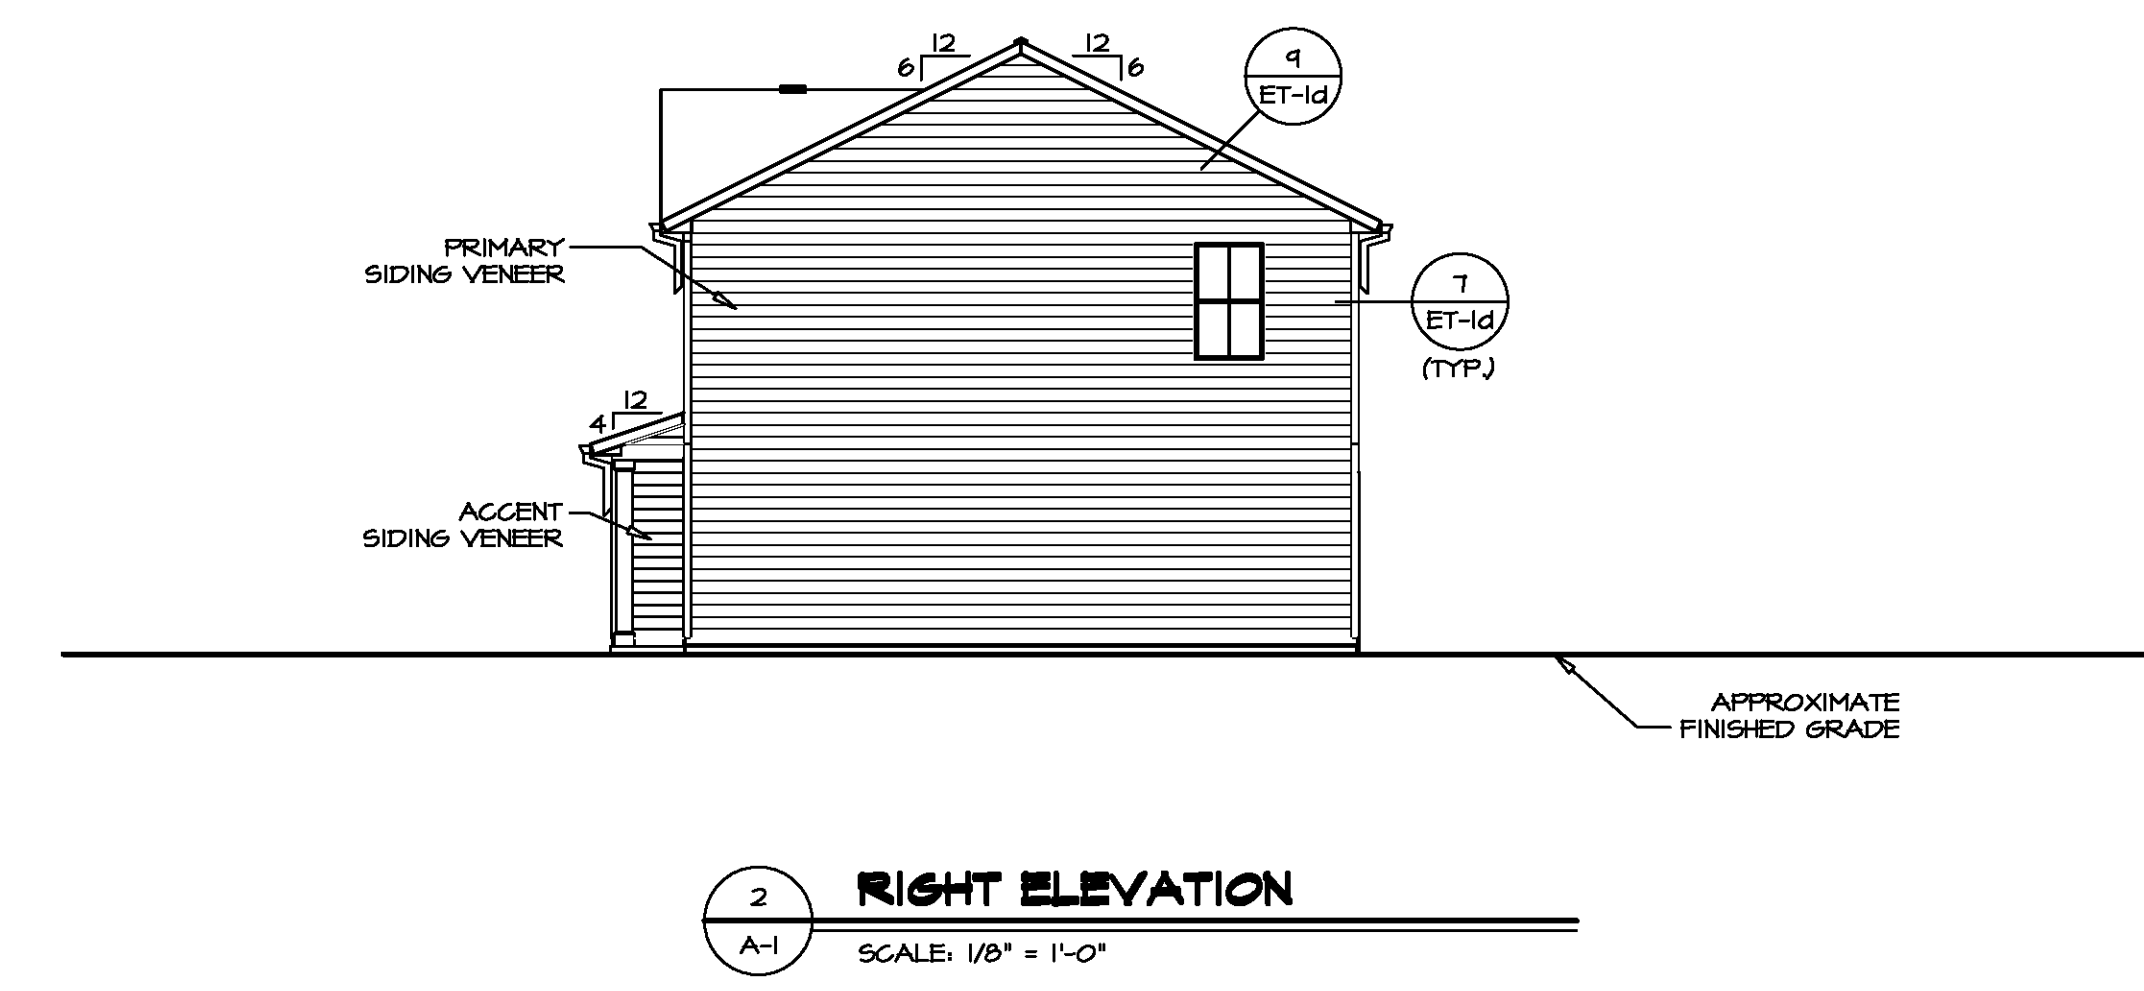 12
12
6
6
9
ET-1d
PRIMARY
SIDING VENEER
7
ET-1d
(TYP.)
12
4
ACCENT
SIDING VENEER
APPROXIMATE
FINISHED GRADE
2
A-1
RIGHT ELEVATION
SCALE: 1/8" = 1'-0"